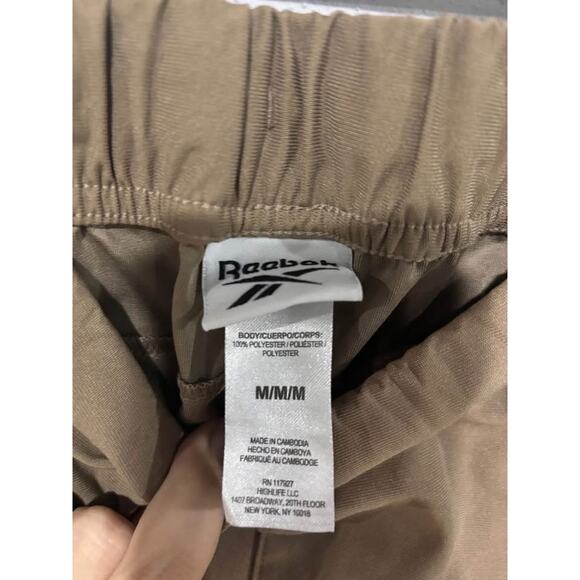 Reebok
BODY/CUERPO/CORPS:
100% POLYESTER / POLIÉSTER /
POLYESTER
M/M/M
MADE IN CAMBODIA
HECHO EN CAMBOYA
FABRIQUÉ AU CAMBODGE
RN 117927
HIGHLIFE LLC
1407 BROADWAY, 20TH FLOOR
NEW YORK, NY 10018